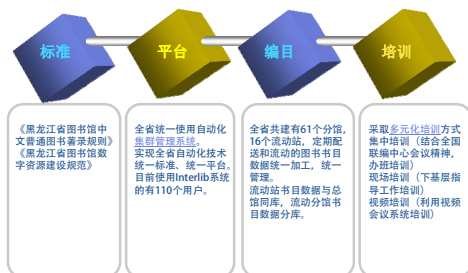 标准
平台
编目
培训
《黑龙江省图书馆中
文普通图书著录规则》
《黑龙江省图书馆数
字资源建设规范》
全省统一使用自动化
集群管理系统。
实现全省自动化技术
统一标准、统一平台。
目前使用Interlib系统
的有110个用户。
全省共建有61个分馆,
16个流动站，定期配
送和流动的图书书目
数据统一加工，统一
管理。
流动站书目数据与总
馆同库，流动分馆书
目数据分库。
采取多元化培训方式
集中培训（结合全国
联编中心会议精神，
办班培训）
现场培训（下基层指
导工作培训）
视频培训（利用视频
会议系统培训）